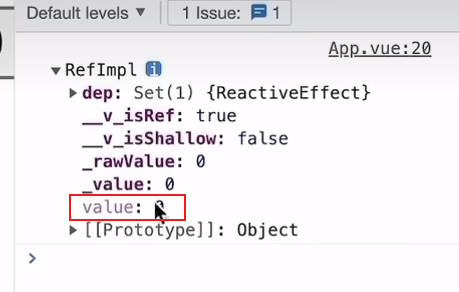 Default levels ▼ 1 Issue: 1
App.vue:20
▼ RefImpl i
▶ dep: Set(1) {ReactiveEffect}
__v_isRef: true
__v_isShallow: false
_rawValue: 0
_value: 0
value:
▶ [[Prototype]]: Object
>